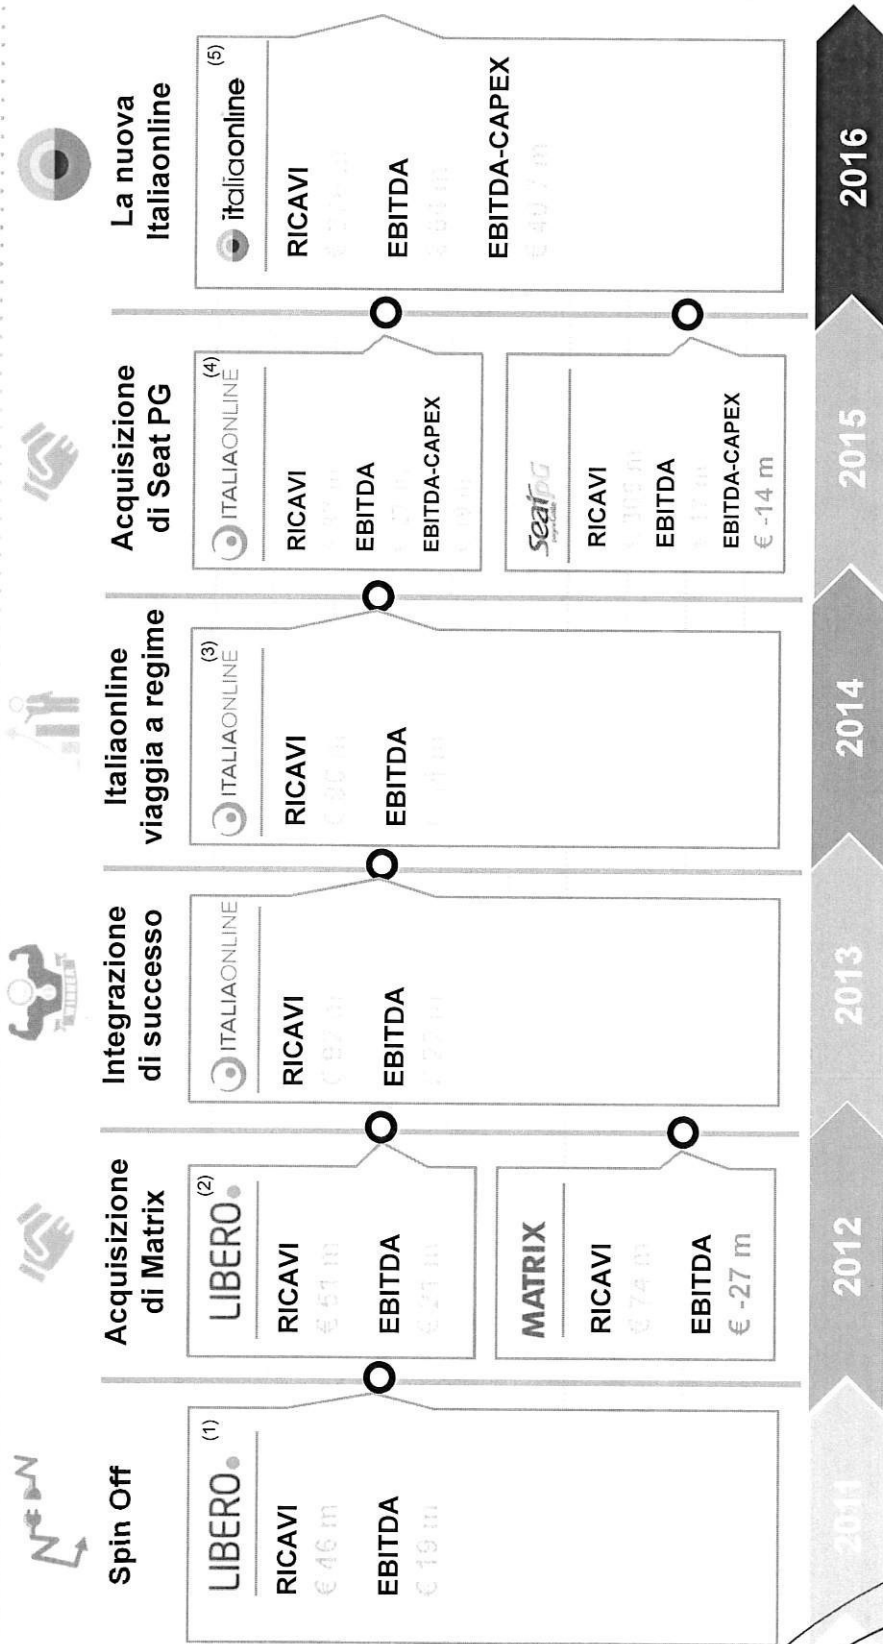 Spin Off
LIBERO (1)
RICAVI
€ 46 m
EBITDA
€ 19 m
2011
Acquisizione
di Matrix
LIBERO (2)
RICAVI
€ 51 m
EBITDA
€ 21 m
MATRIX
RICAVI
€ 74 m
EBITDA
€ -27 m
2012
Integrazione
di successo
ITALIAONLINE
RICAVI
EBITDA
2013
Italiaonline
viaggia a regime
ITALIAONLINE (3)
RICAVI
EBITDA
2014
Acquisizione
di Seat PG
ITALIAONLINE (4)
RICAVI
EBITDA
EBITDA-CAPEX
Seat PG
RICAVI
EBITDA
EBITDA-CAPEX
€ -14 m
2015
La nuova
Italiaonline
italiaonline (5)
RICAVI
EBITDA
EBITDA-CAPEX
2016